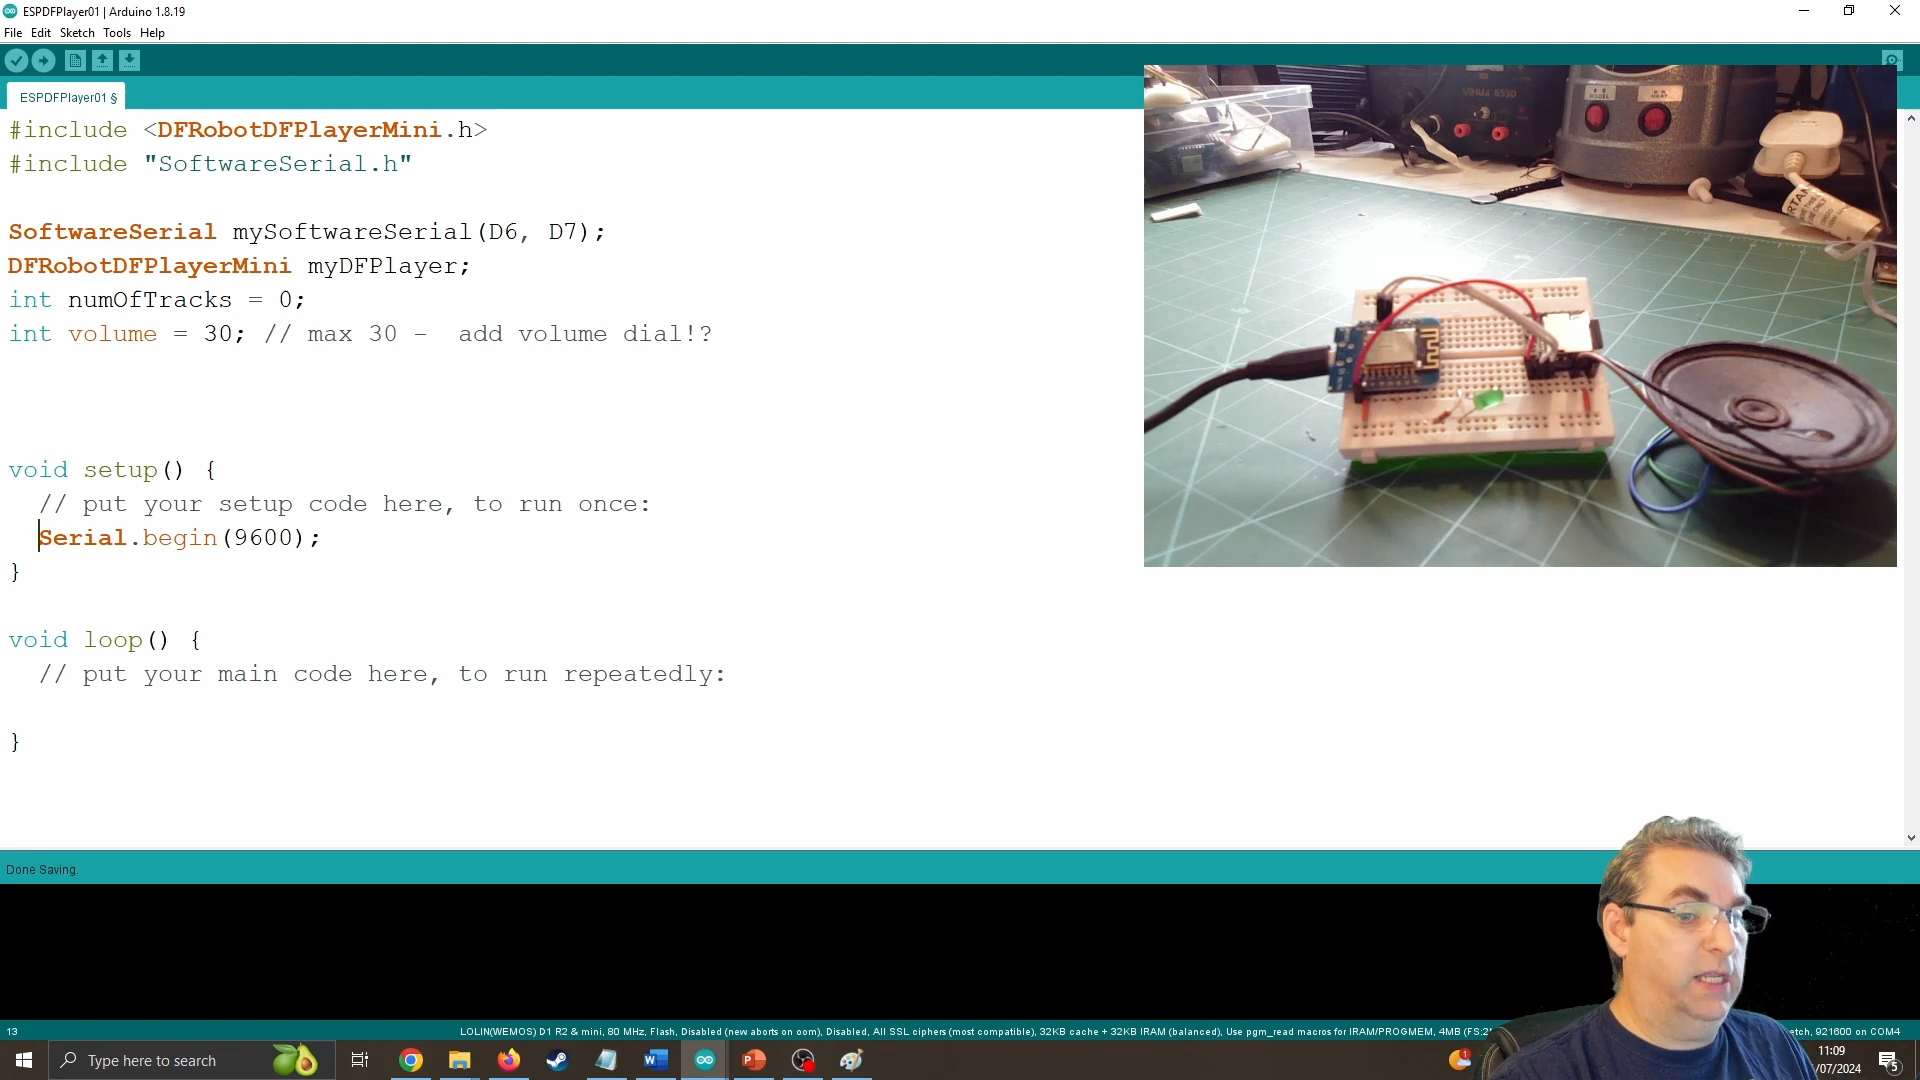 ESPDFPlayer01 | Arduino 1.8.19
File Edit Sketch Tools Help
ESPDFPlayer01 §
#include <DFRobotDFPlayerMini.h>
#include "SoftwareSerial.h"
SoftwareSerial mySoftwareSerial(D6, D7);
DFRobotDFPlayerMini myDFPlayer;
int numOfTracks = 0;
int volume = 30; // max 30 -  add volume dial!?
void setup() {
// put your setup code here, to run once:
Serial.begin(9600);
}
void loop() {
// put your main code here, to run repeatedly:
}
Done Saving.
13
LOLIN(WEMOS) D1 R2 & mini, 80 MHz, Flash, Disabled (new aborts on oom), Disabled, All SSL ciphers (most compatible), 32KB cache + 32KB IRAM (balanced), Use pgm_read macros for IRAM/PROGMEM, 4MB (FS:2 etch, 921600 on COM4
Type here to search
1
11:09
/07/2024
5